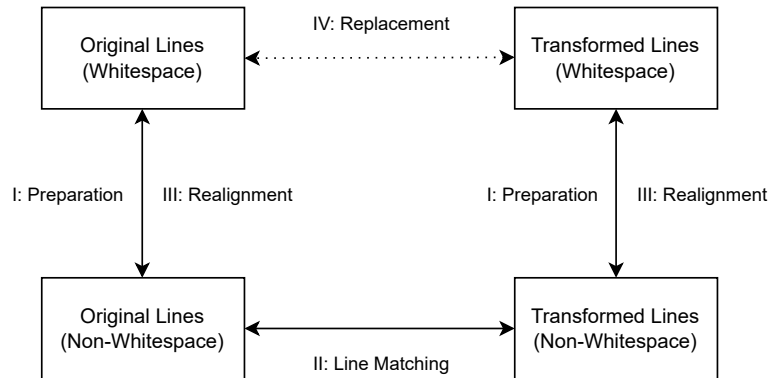 IV: Replacement
Original Lines
(Whitespace)
Transformed Lines
(Whitespace)
I: Preparation
III: Realignment
I: Preparation
III: Realignment
Original Lines
(Non-Whitespace)
Transformed Lines
(Non-Whitespace)
II: Line Matching